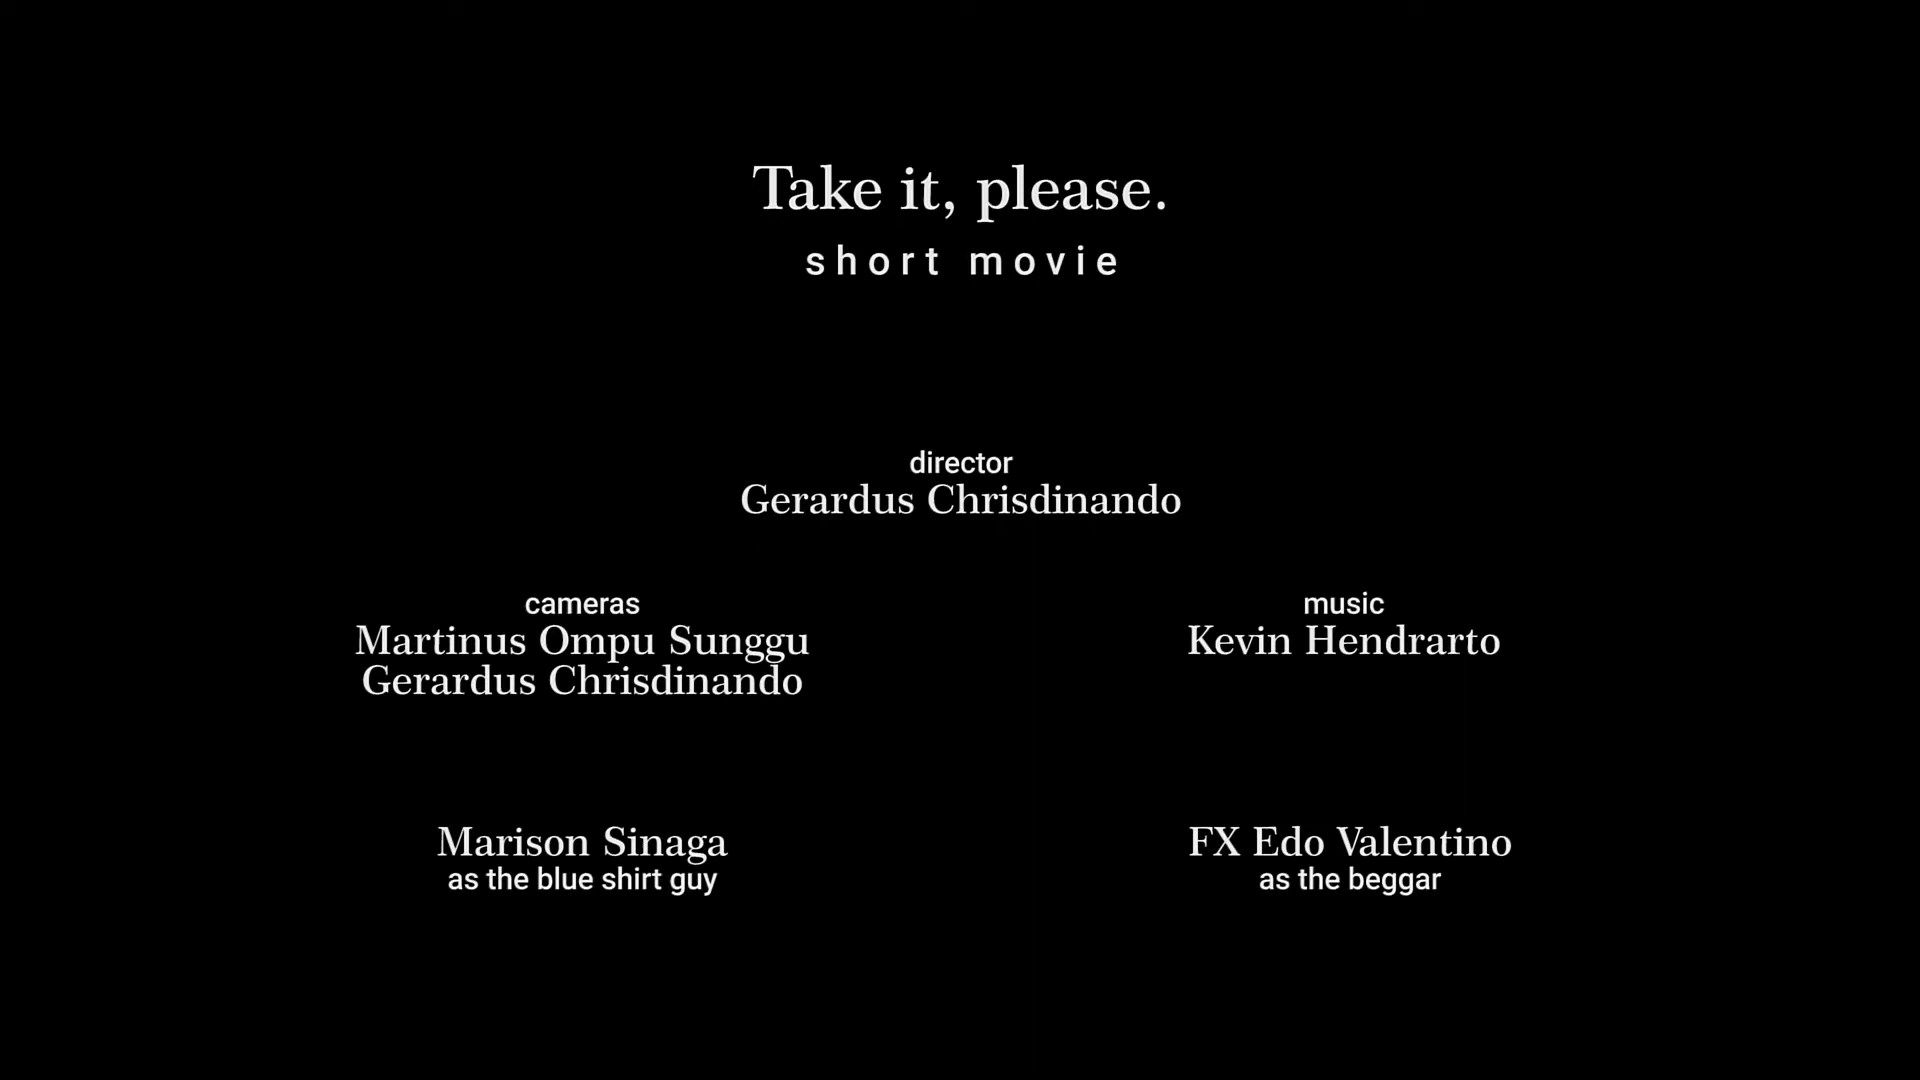 Take it, please.
short movie
director
Gerardus Chrisdinando
cameras
Martinus Ompu Sunggu
Gerardus Chrisdinando
music
Kevin Hendrarto
Marison Sinaga
as the blue shirt guy
FX Edo Valentino
as the beggar